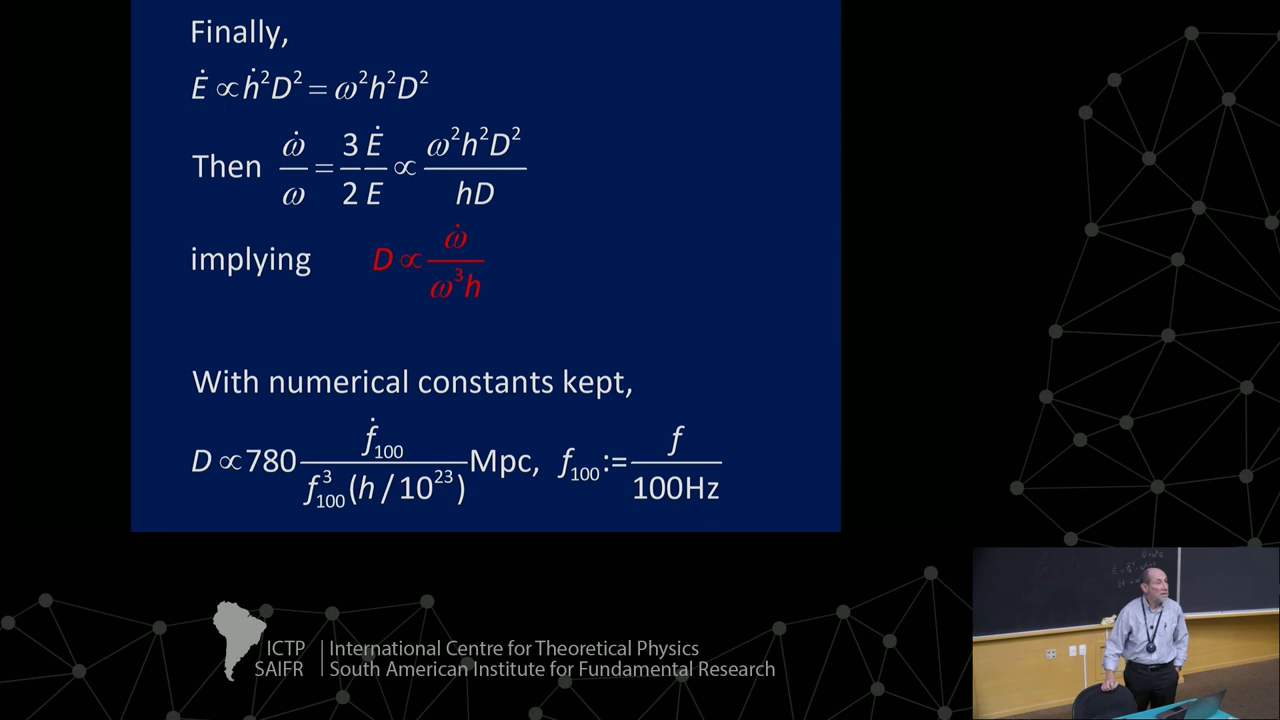 Finally,
Ė ∝ ḣ²D² = ω²h²D²
Then ω̇/ω = 3/2 Ė/E ∝ ω²h²D²/hD
implying D ∝ ω̇/ω³h
With numerical constants kept,
D ∝ 780 ḟ₁₀₀/f³₁₀₀(h/10²³) Mpc, f₁₀₀ := f/100Hz
ICTP | International Centre for Theoretical Physics
SAIFR | South American Institute for Fundamental Research